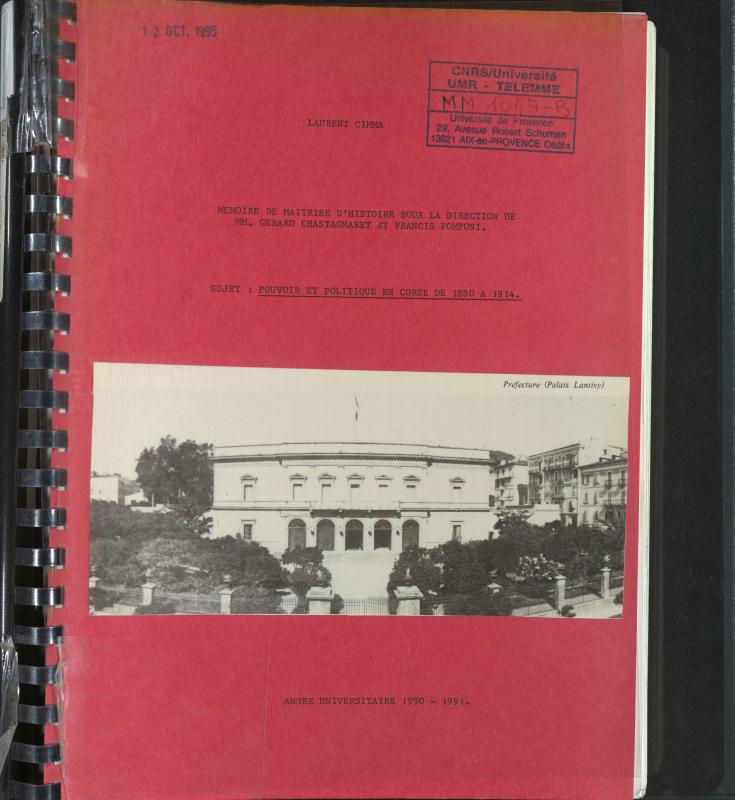 12 OCT. 1995
CNRS/Université
UMR - TELEMME
MM 1047-B
Université de Provence
29, Avenue Robert Schuman
13621 AIX-en-PROVENCE Cedex
LAURENT CIMMA
MEMOIRE DE MAITRISE D'HISTOIRE SOUS LA DIRECTION DE
MM. GERARD CHASTAGNARET ET FRANCIS POMPONI.
SUJET : POUVOIR ET POLITIQUE EN CORSE DE 1880 A 1914.
Préfecture (Palais Lantivy)
ANNEE UNIVERSITAIRE 1990 - 1991.